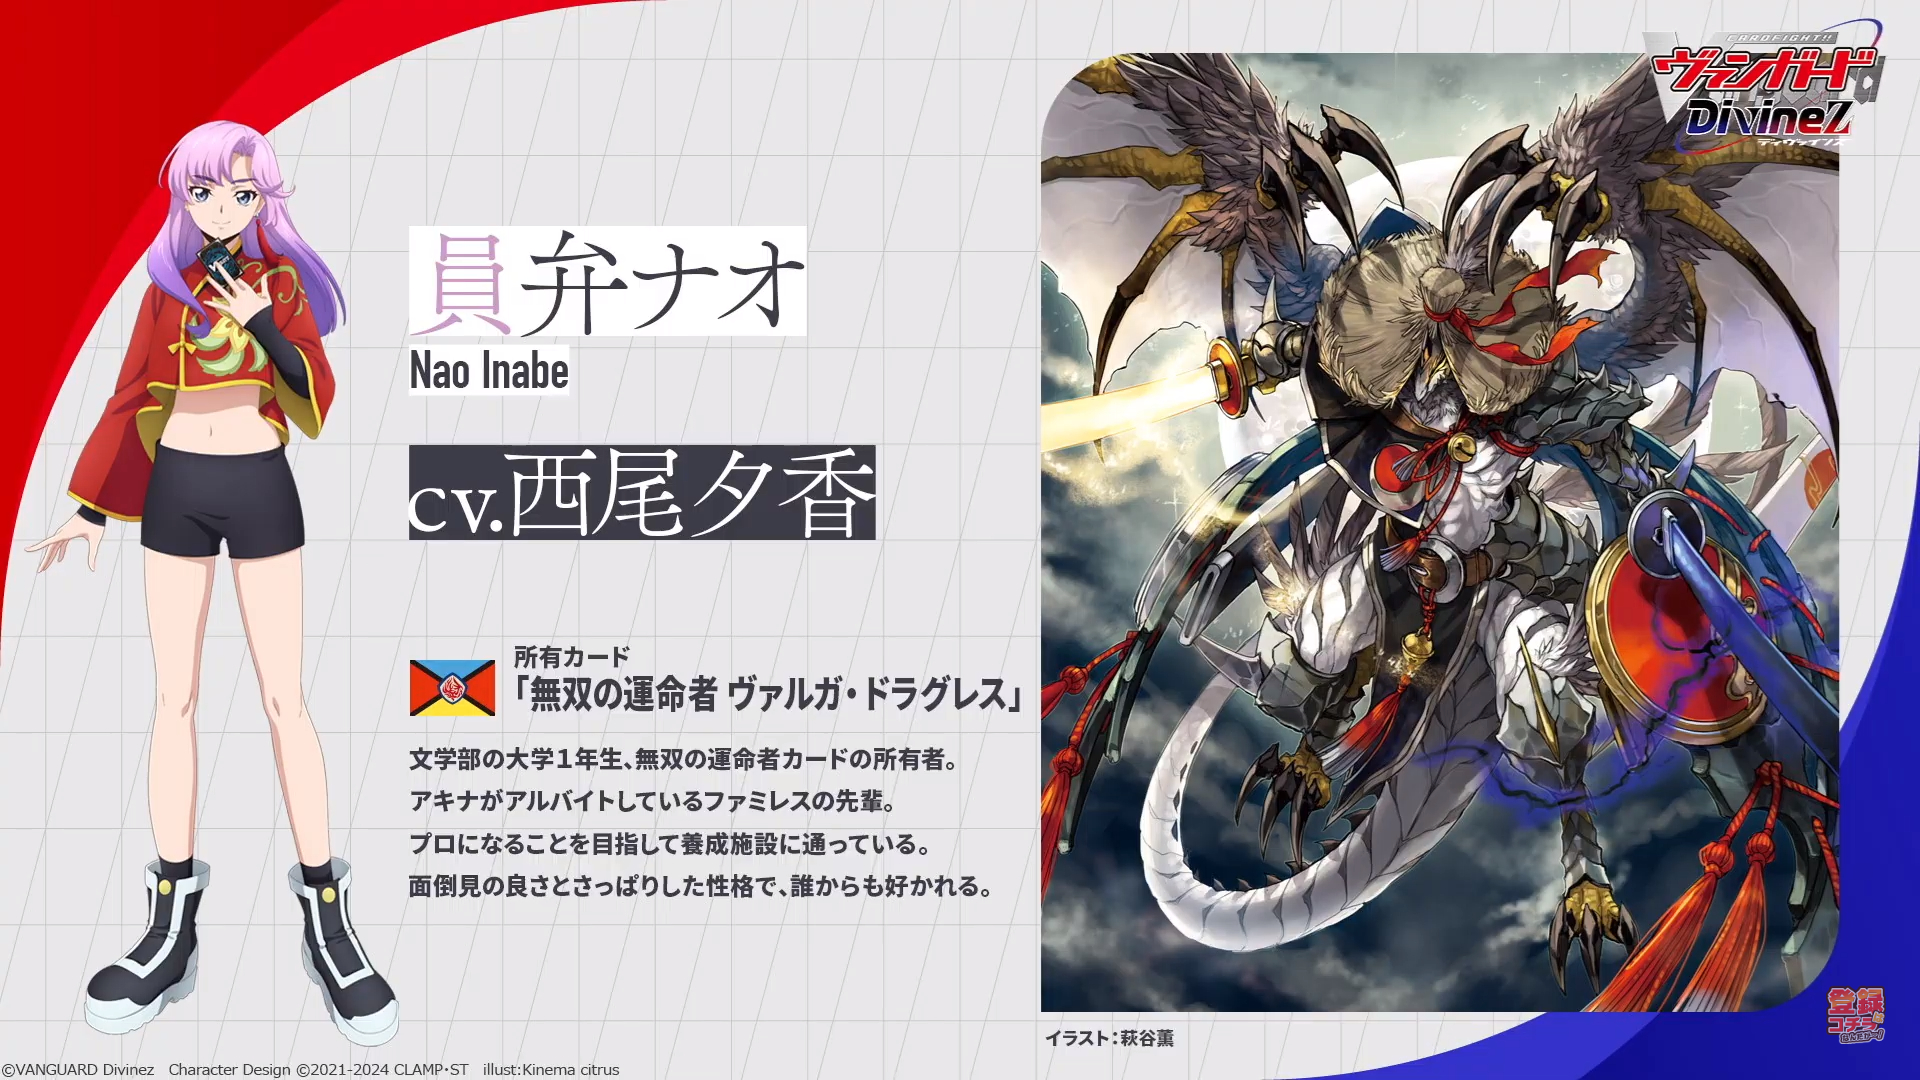 CARDFIGHT!!
ヴァンガード
DivineZ
ディヴァインズ
員弁ナオ
Nao Inabe
cv.西尾夕香
所有カード
「無双の運命者 ヴァルガ・ドラグレス」
文学部の大学1年生、無双の運命者カードの所有者。
アキナがアルバイトしているファミレスの先輩。
プロになることを目指して養成施設に通っている。
面倒見の良さとさっぱりした性格で、誰からも好かれる。
イラスト：萩谷薫
登録は
コチラ!
©VANGUARD Divinez Character Design ©2021-2024 CLAMP・ST illust:Kinema citrus